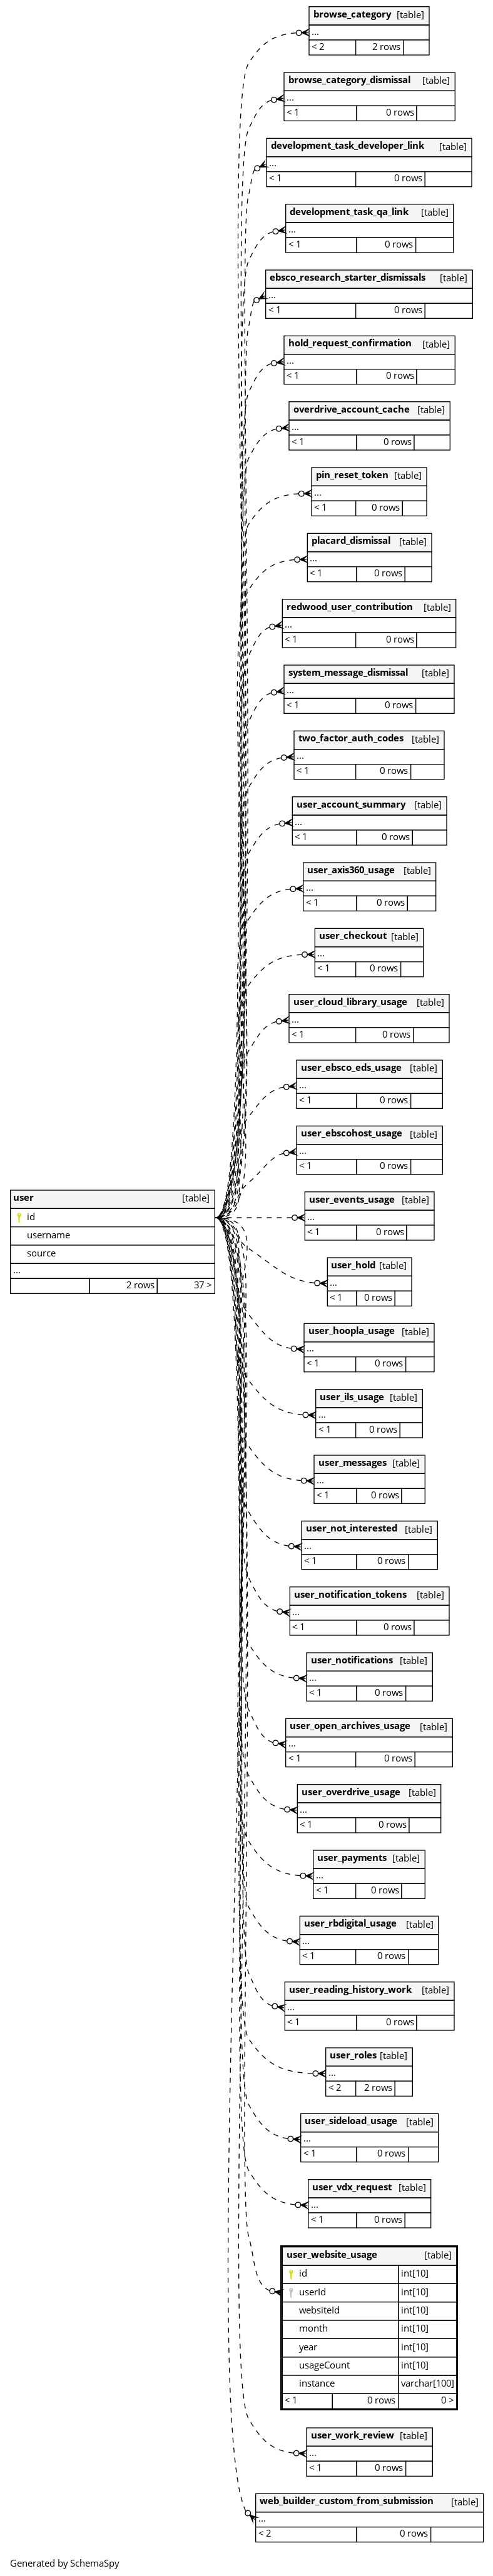 browse_category [table]
...
< 2 2 rows
browse_category_dismissal [table]
...
< 1 0 rows
development_task_developer_link [table]
...
< 1 0 rows
development_task_qa_link [table]
...
< 1 0 rows
ebsco_research_starter_dismissals [table]
...
< 1 0 rows
hold_request_confirmation [table]
...
< 1 0 rows
overdrive_account_cache [table]
...
< 1 0 rows
pin_reset_token [table]
...
< 1 0 rows
placard_dismissal [table]
...
< 1 0 rows
redwood_user_contribution [table]
...
< 1 0 rows
system_message_dismissal [table]
...
< 1 0 rows
two_factor_auth_codes [table]
...
< 1 0 rows
user_account_summary [table]
...
< 1 0 rows
user_axis360_usage [table]
...
< 1 0 rows
user_checkout [table]
...
< 1 0 rows
user_cloud_library_usage [table]
...
< 1 0 rows
user_ebsco_eds_usage [table]
...
< 1 0 rows
user_ebscohost_usage [table]
...
< 1 0 rows
user [table]
id
username
source
...
2 rows 37 >
user_events_usage [table]
...
< 1 0 rows
user_hold [table]
...
< 1 0 rows
user_hoopla_usage [table]
...
< 1 0 rows
user_ils_usage [table]
...
< 1 0 rows
user_messages [table]
...
< 1 0 rows
user_not_interested [table]
...
< 1 0 rows
user_notification_tokens [table]
...
< 1 0 rows
user_notifications [table]
...
< 1 0 rows
user_open_archives_usage [table]
...
< 1 0 rows
user_overdrive_usage [table]
...
< 1 0 rows
user_payments [table]
...
< 1 0 rows
user_rbdigital_usage [table]
...
< 1 0 rows
user_reading_history_work [table]
...
< 1 0 rows
user_roles [table]
...
< 2 2 rows
user_sideload_usage [table]
...
< 1 0 rows
user_vdx_request [table]
...
< 1 0 rows
user_website_usage [table]
id int[10]
userId int[10]
websiteId int[10]
month int[10]
year int[10]
usageCount int[10]
instance varchar[100]
< 1 0 rows 0 >
user_work_review [table]
...
< 1 0 rows
web_builder_custom_from_submission [table]
...
< 2 0 rows
Generated by SchemaSpy